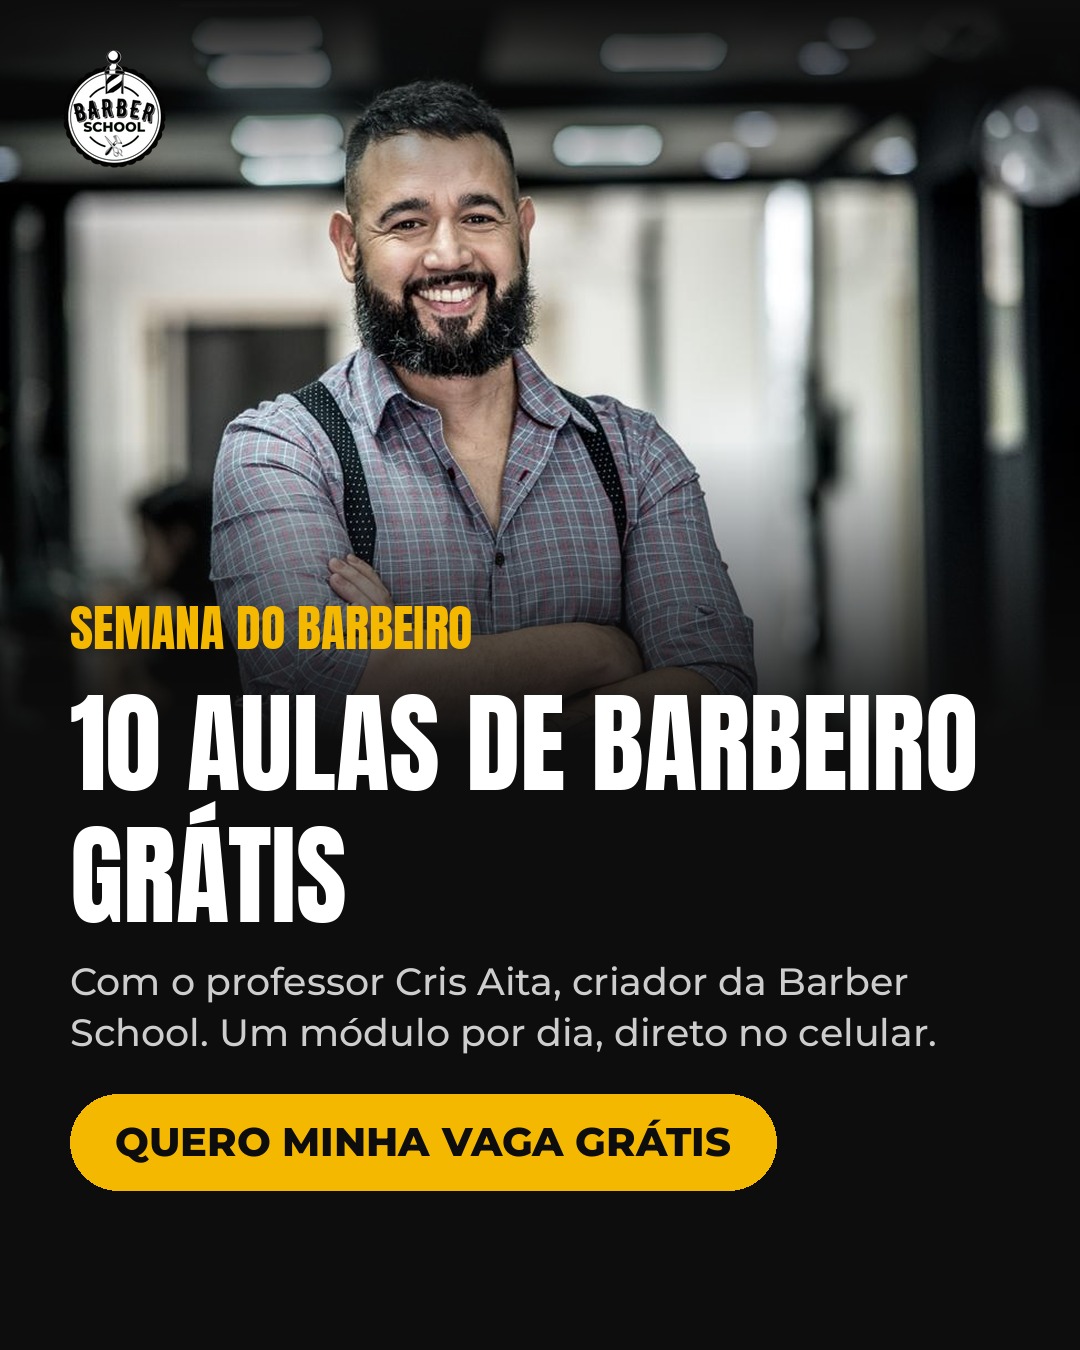 BARBER
SCHOOL
SEMANA DO BARBEIRO
10 AULAS DE BARBEIRO
GRÁTIS
Com o professor Cris Aita, criador da Barber
School. Um módulo por dia, direto no celular.
QUERO MINHA VAGA GRÁTIS